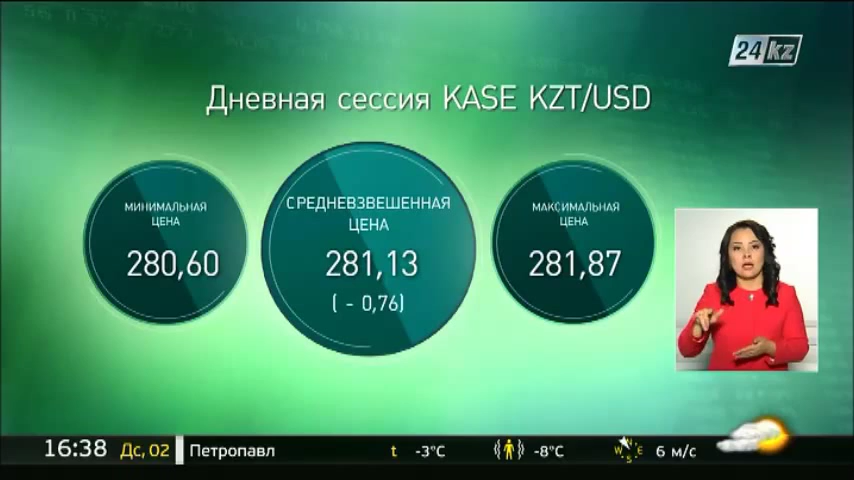 24kz
Дневная сессия KASE KZT/USD
МИНИМАЛЬНАЯ
ЦЕНА
280,60
СРЕДНЕВЗВЕШЕННАЯ
ЦЕНА
281,13
( - 0,76)
МАКСИМАЛЬНАЯ
ЦЕНА
281,87
16:38 Дс, 02 Петропавл t -3°C -8°C N W E S 6 м/с